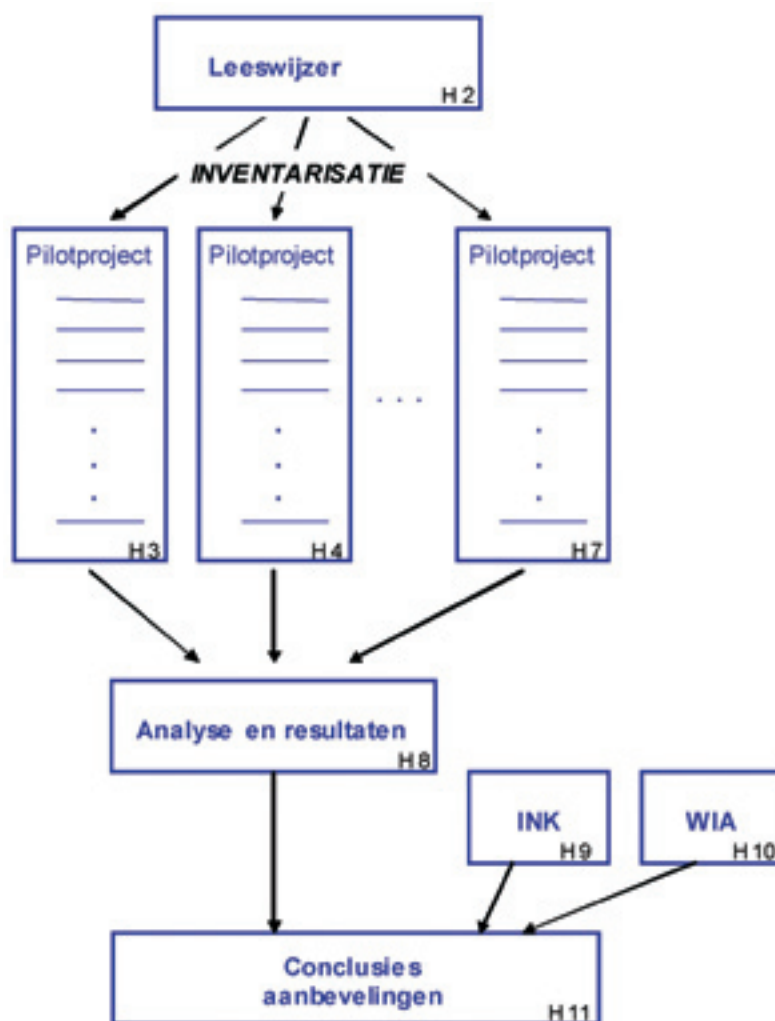 Leeswijzer
H 2
INVENTARISATIE
Pilotproject
H 3
Pilotproject
H 4
. . .
Pilotproject
H 7
Analyse en resultaten
H 8
INK
H 9
WIA
H 10
Conclusies
aanbevelingen
H 11